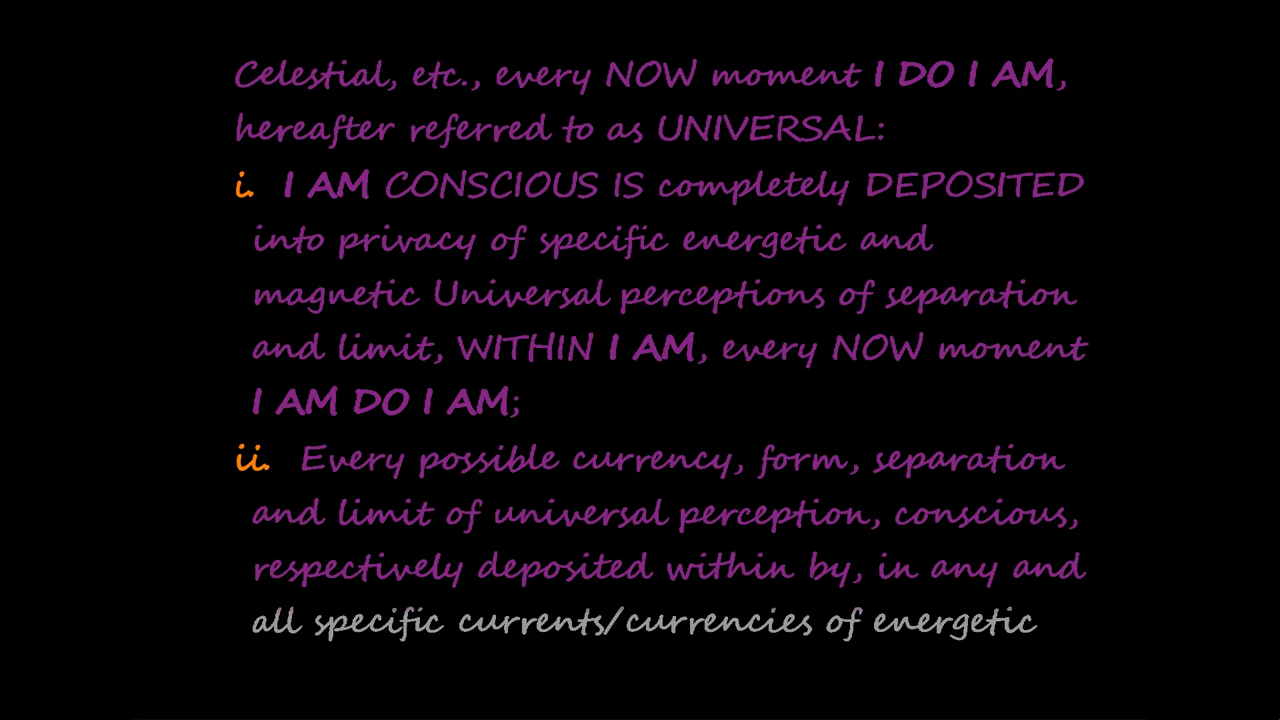 Celestial, etc., every NOW moment I DO I AM,
hereafter referred to as UNIVERSAL:
i. I AM CONSCIOUS IS completely DEPOSITED
into privacy of specific energetic and
magnetic Universal perceptions of separation
and limit, WITHIN I AM, every NOW moment
I AM DO I AM;
ii. Every possible currency, form, separation
and limit of universal perception, conscious,
respectively deposited within by, in any and
all specific currents/currencies of energetic